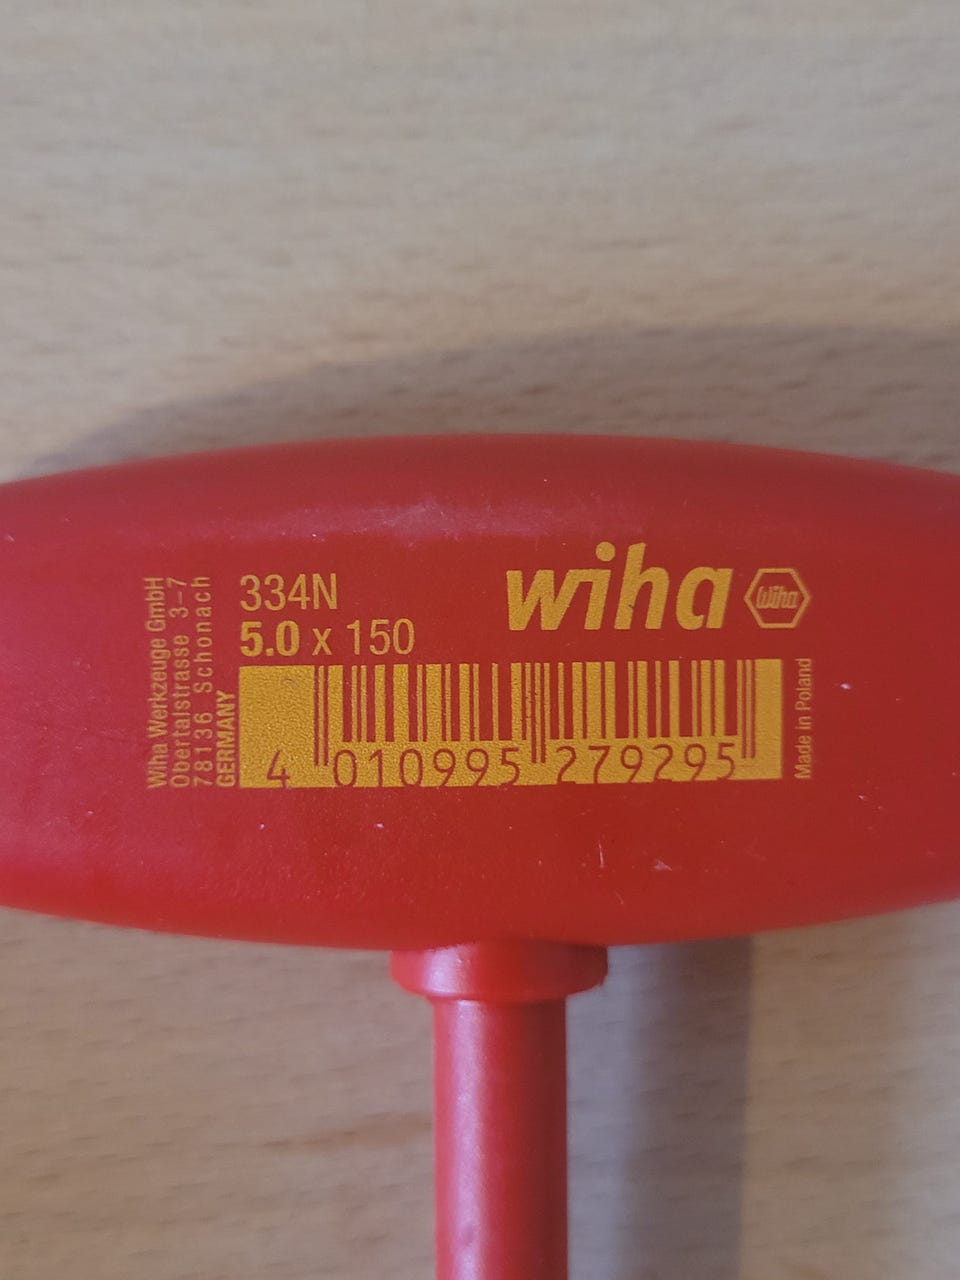 334N
5.0 x 150
wiha
Wiha
Wiha Werkzeuge GmbH
Obertalstrasse 3–7
78136 Schonach
GERMANY
4 010995 279295
Made in Poland